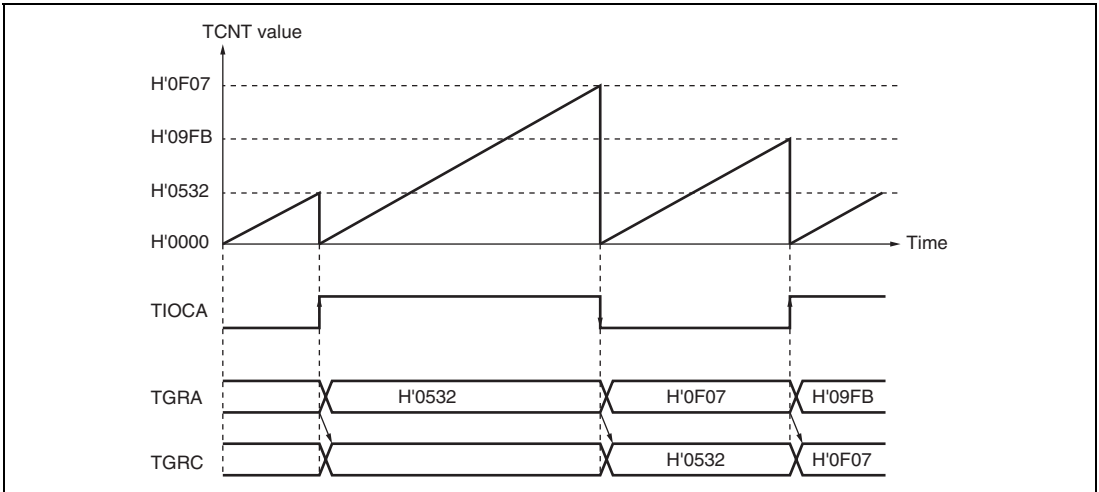 TCNT value
H'0F07
H'09FB
H'0532
H'0000
Time
TIOCA
TGRA
H'0532
H'0F07
H'09FB
TGRC
H'0532
H'0F07